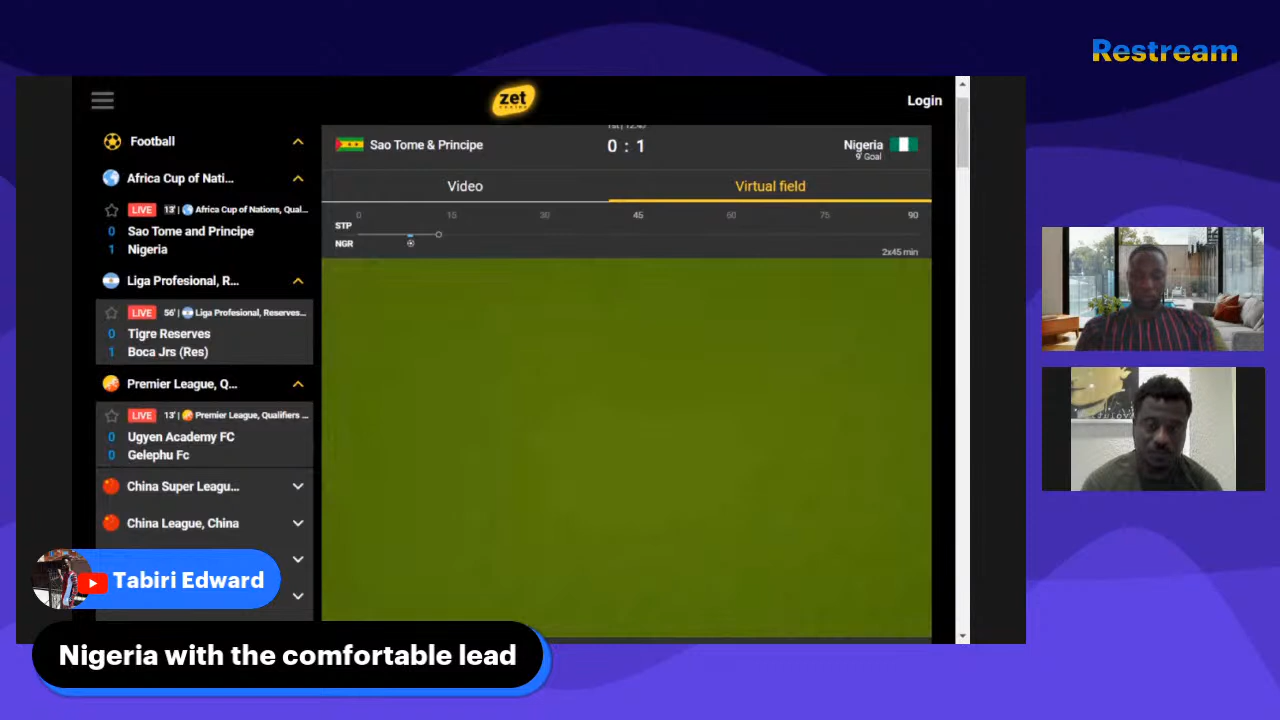 Restream
zet
Login
Football
Africa Cup of Nati...
LIVE 13' | Africa Cup of Nations, Qual...
0 Sao Tome and Principe
1 Nigeria
Liga Profesional, R...
LIVE 56' | Liga Profesional, Reserves...
0 Tigre Reserves
1 Boca Jrs (Res)
Premier League, Q...
LIVE 13' | Premier League, Qualifiers ...
0 Ugyen Academy FC
0 Gelephu Fc
China Super Leagu...
China League, China
Sao Tome & Principe
0 : 1
Nigeria
9' Goal
Video
Virtual field
0 15 30 45 60 75 90
STP
NGR
2x45 min
Tabiri Edward
Nigeria with the comfortable lead